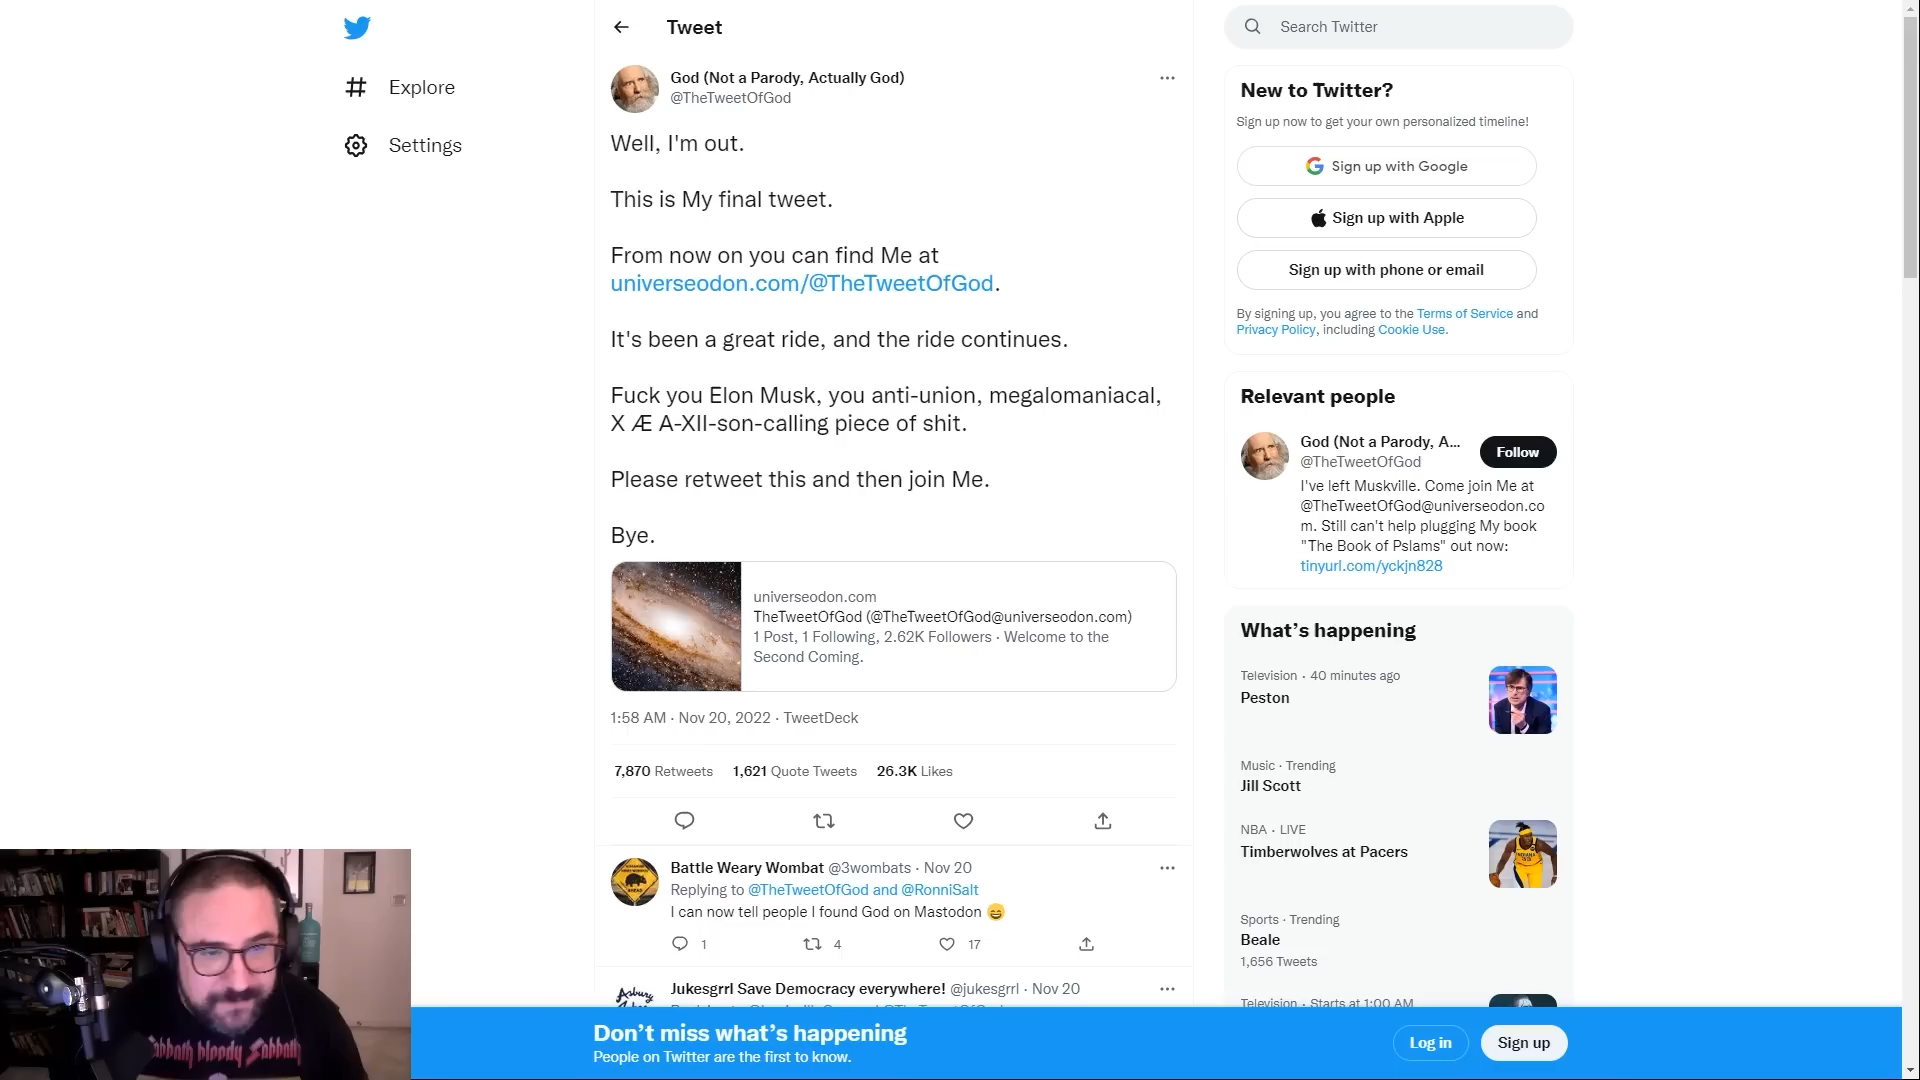 Explore
Settings
Tweet
God (Not a Parody, Actually God)
@TheTweetOfGod
Well, I'm out.
This is My final tweet.
From now on you can find Me at
universeodon.com/@TheTweetOfGod.
It's been a great ride, and the ride continues.
Fuck you Elon Musk, you anti-union, megalomaniacal,
X Æ A-XII-son-calling piece of shit.
Please retweet this and then join Me.
Bye.
universeodon.com
TheTweetOfGod (@TheTweetOfGod@universeodon.com)
1 Post, 1 Following, 2.62K Followers · Welcome to the
Second Coming.
1:58 AM · Nov 20, 2022 · TweetDeck
7,870 Retweets 1,621 Quote Tweets 26.3K Likes
Battle Weary Wombat @3wombats · Nov 20
Replying to @TheTweetOfGod and @RonniSalt
I can now tell people I found God on Mastodon 😄
1 4 17
Jukesgrrl Save Democracy everywhere! @jukesgrrl · Nov 20
Search Twitter
New to Twitter?
Sign up now to get your own personalized timeline!
Sign up with Google
Sign up with Apple
Sign up with phone or email
By signing up, you agree to the Terms of Service and
Privacy Policy, including Cookie Use.
Relevant people
God (Not a Parody, A...
@TheTweetOfGod
Follow
I've left Muskville. Come join Me at
@TheTweetOfGod@universeodon.co
m. Still can't help plugging My book
"The Book of Pslams" out now:
tinyurl.com/yckjn828
What's happening
Television · 40 minutes ago
Peston
Music · Trending
Jill Scott
NBA · LIVE
Timberwolves at Pacers
Sports · Trending
Beale
1,656 Tweets
Television · Starts at 1:00 AM
Don't miss what's happening
People on Twitter are the first to know.
Log in
Sign up
Sabbath bloody Sabbath